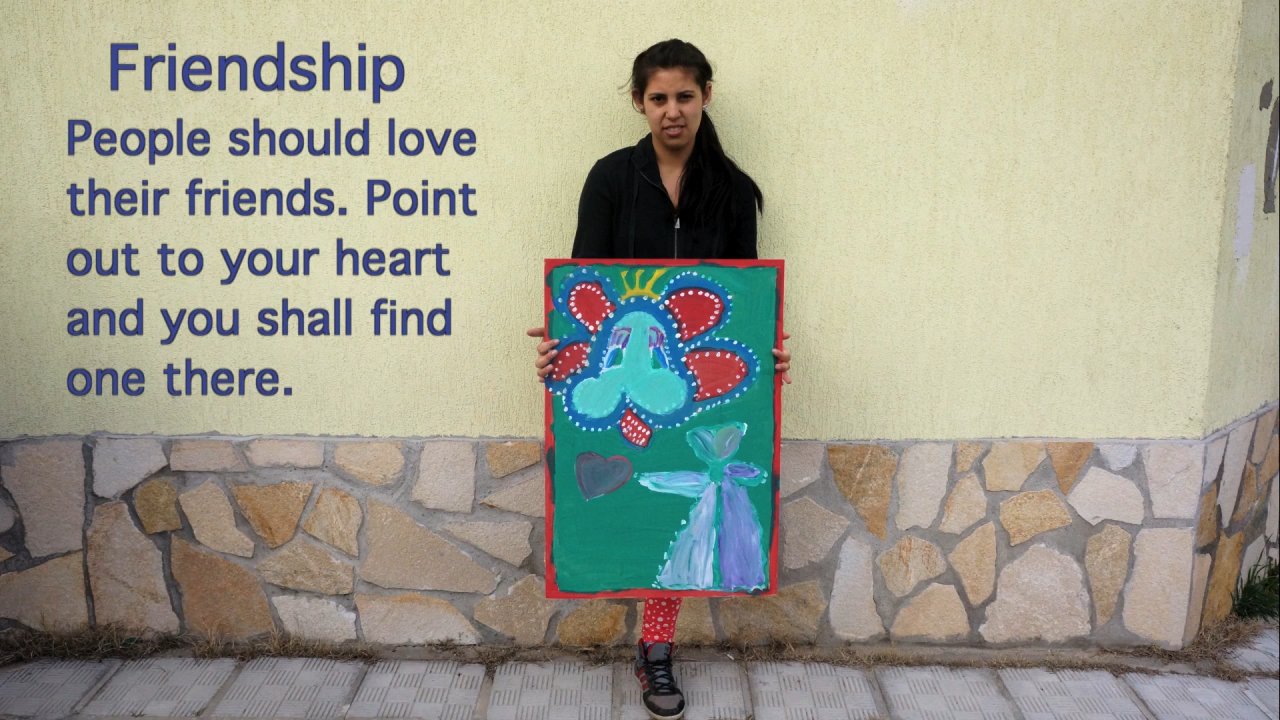 Friendship
People should love
their friends. Point
out to your heart
and you shall find
one there.